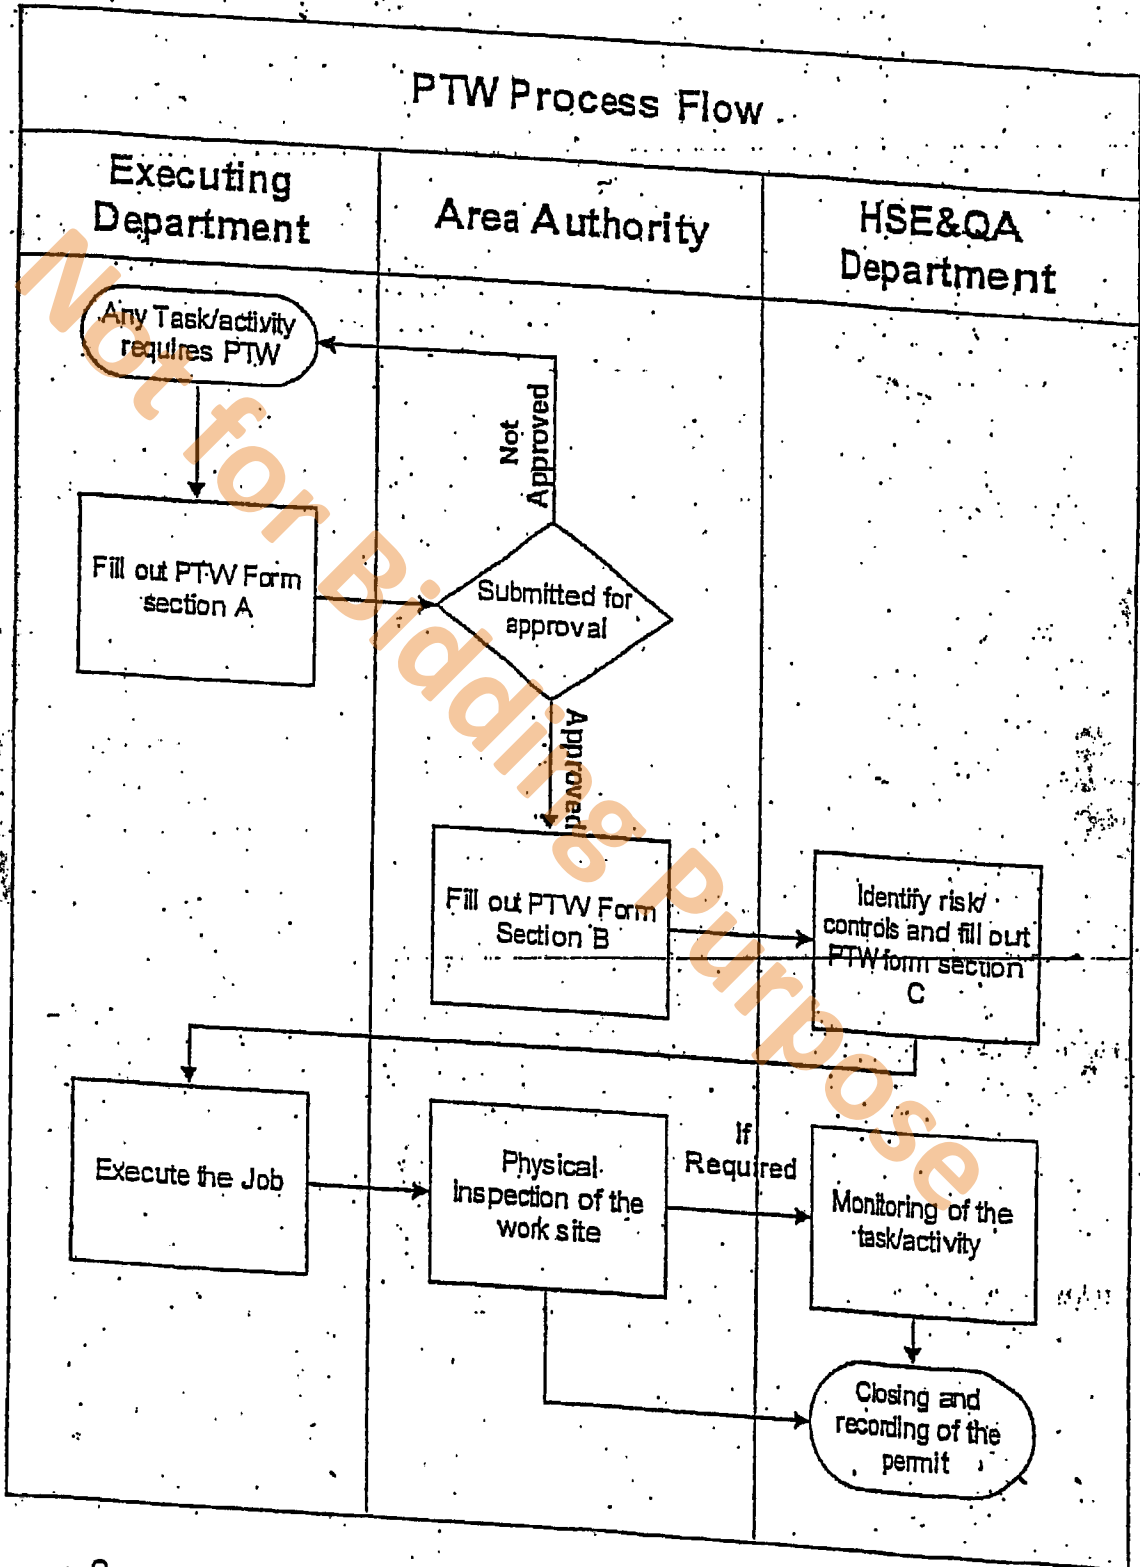 PTW Process Flow
Executing
Department
Area Authority
HSE&QA
Department
Any Task/activity
requires PTW
Not
Approved
Fill out PTW Form
section A
Submitted for
approval
Approved
Fill out PTW Form
Section B
Identify risk/
controls and fill out
PTW form section
C
Execute the Job
Physical
inspection of the
work site
If
Required
Monitoring of the
task/activity
Closing and
recording of the
permit
Not for Bidding Purpose